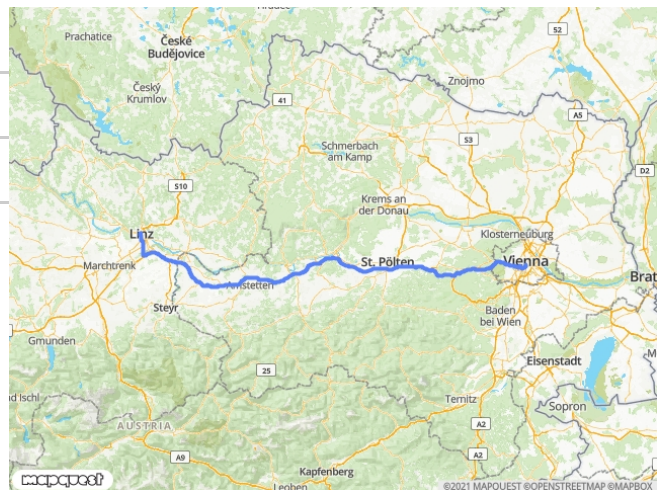 Prachatice
České
Budějovice
S2
Znojmo
Český
Krumlov
41
A5
Schmerbach
am Kamp
S3
D2
S10
Krems an
der Donau
Linz
Klosterneuburg
Marchtrenk
St. Pölten
Vienna
Amstetten
Brat
Steyr
Baden
bei Wien
Gmunden
Eisenstadt
25
d Ischl
Ternitz
Sopron
AUSTRIA
A2
A9
A2
Kapfenberg
Leoben
mapquest
©2021 MAPQUEST ©OPENSTREETMAP ©MAPBOX